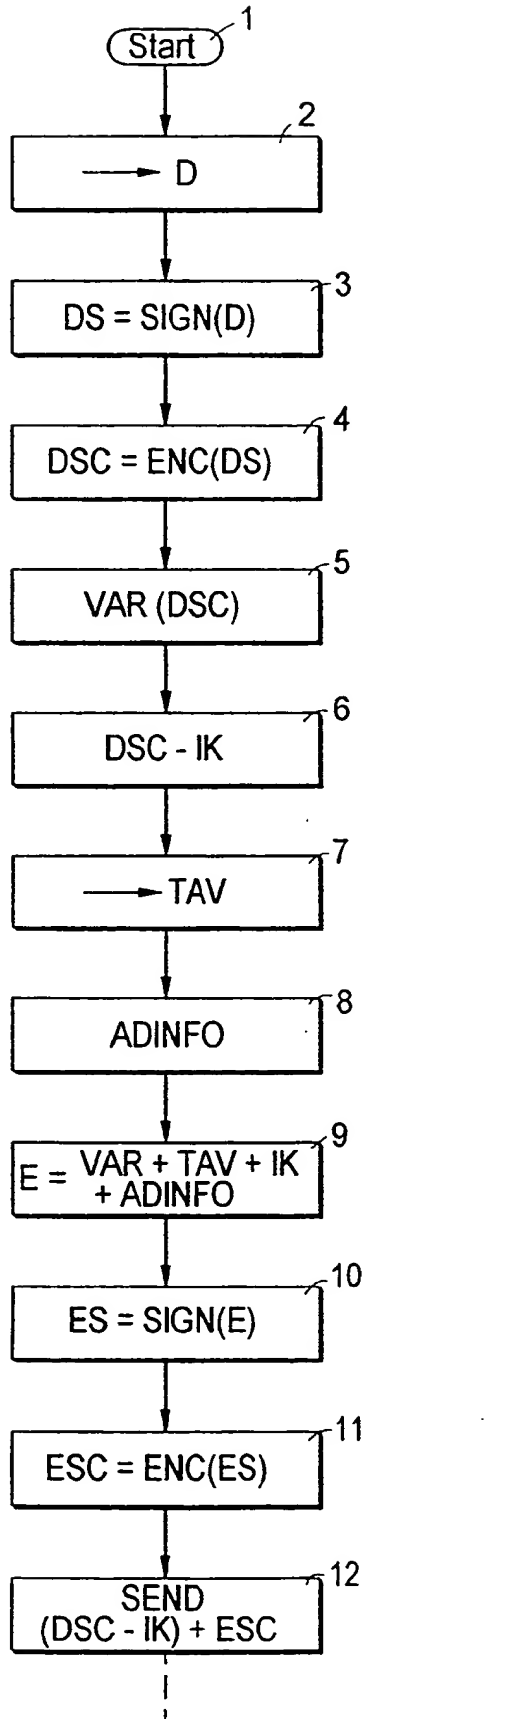 1
Start
2
→ D
3
DS = SIGN(D)
4
DSC = ENC(DS)
5
VAR (DSC)
6
DSC - IK
7
→ TAV
8
ADINFO
9
E = VAR + TAV + IK
+ ADINFO
10
ES = SIGN(E)
11
ESC = ENC(ES)
12
SEND
(DSC - IK) + ESC